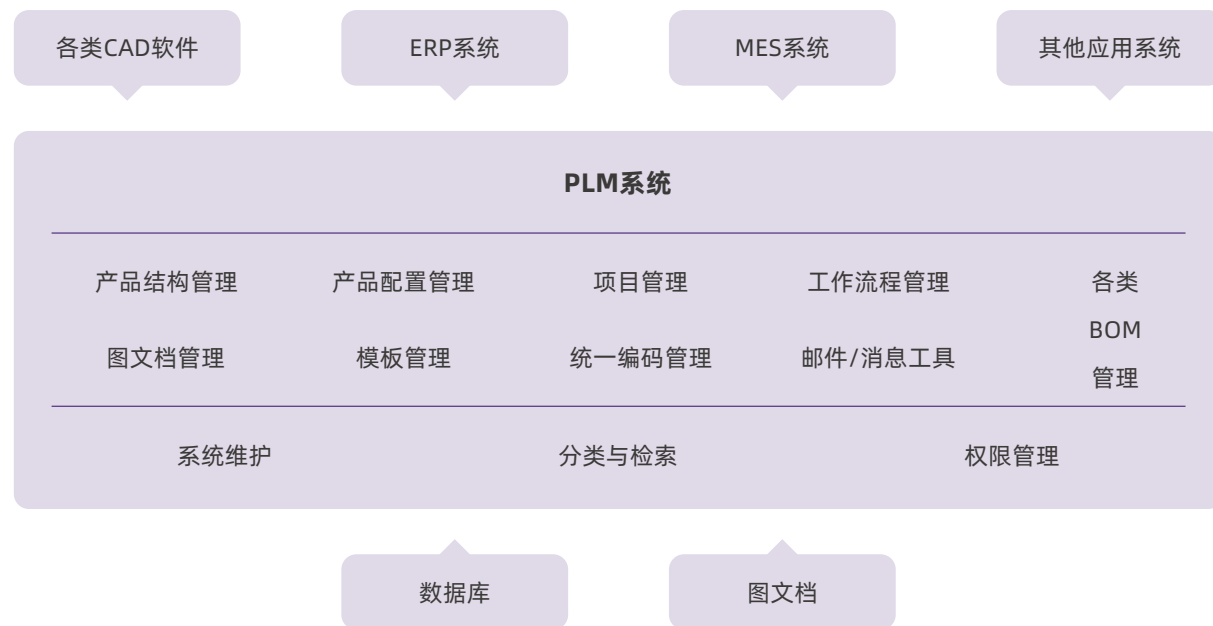 各类CAD软件
ERP系统
MES系统
其他应用系统
PLM系统
产品结构管理
产品配置管理
项目管理
工作流程管理
各类
BOM
管理
图文档管理
模板管理
统一编码管理
邮件/消息工具
系统维护
分类与检索
权限管理
数据库
图文档